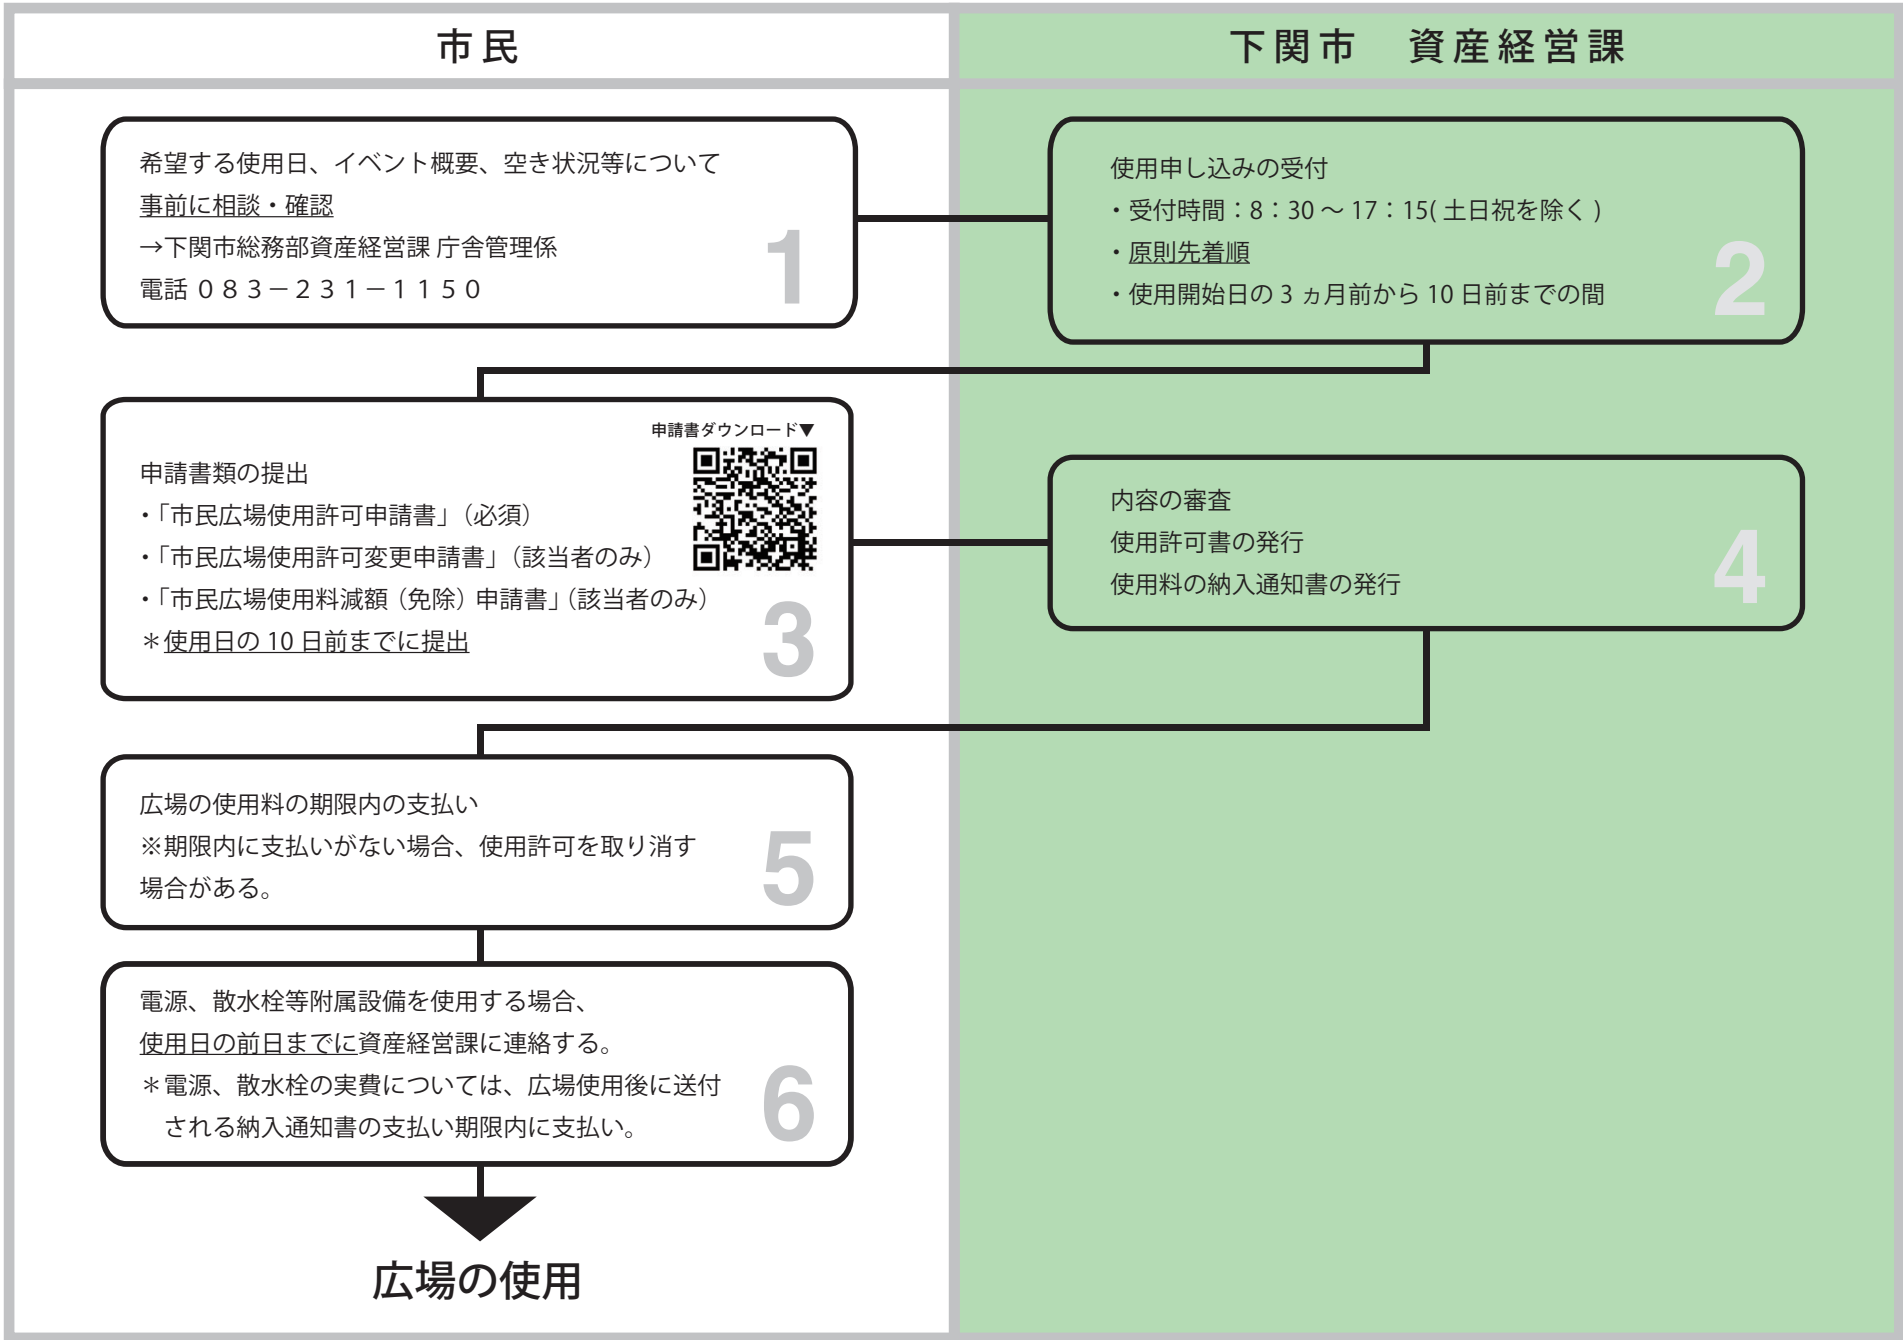 市民
下関市　資産経営課
希望する使用日、イベント概要、空き状況等について
事前に相談・確認
→下関市総務部資産経営課 庁舎管理係
電話 ０８３－２３１－１１５０
1
使用申し込みの受付
・受付時間：8：30 〜 17：15( 土日祝を除く )
・原則先着順
・使用開始日の 3 ヵ月前から 10 日前までの間
2
申請書ダウンロード▼
申請書類の提出
・「市民広場使用許可申請書」（必須）
・「市民広場使用許可変更申請書」（該当者のみ）
・「市民広場使用料減額（免除）申請書」（該当者のみ）
＊使用日の 10 日前までに提出
3
内容の審査
使用許可書の発行
使用料の納入通知書の発行
4
広場の使用料の期限内の支払い
※期限内に支払いがない場合、使用許可を取り消す
場合がある。
5
電源、散水栓等附属設備を使用する場合、
使用日の前日までに資産経営課に連絡する。
＊電源、散水栓の実費については、広場使用後に送付
される納入通知書の支払い期限内に支払い。
6
広場の使用